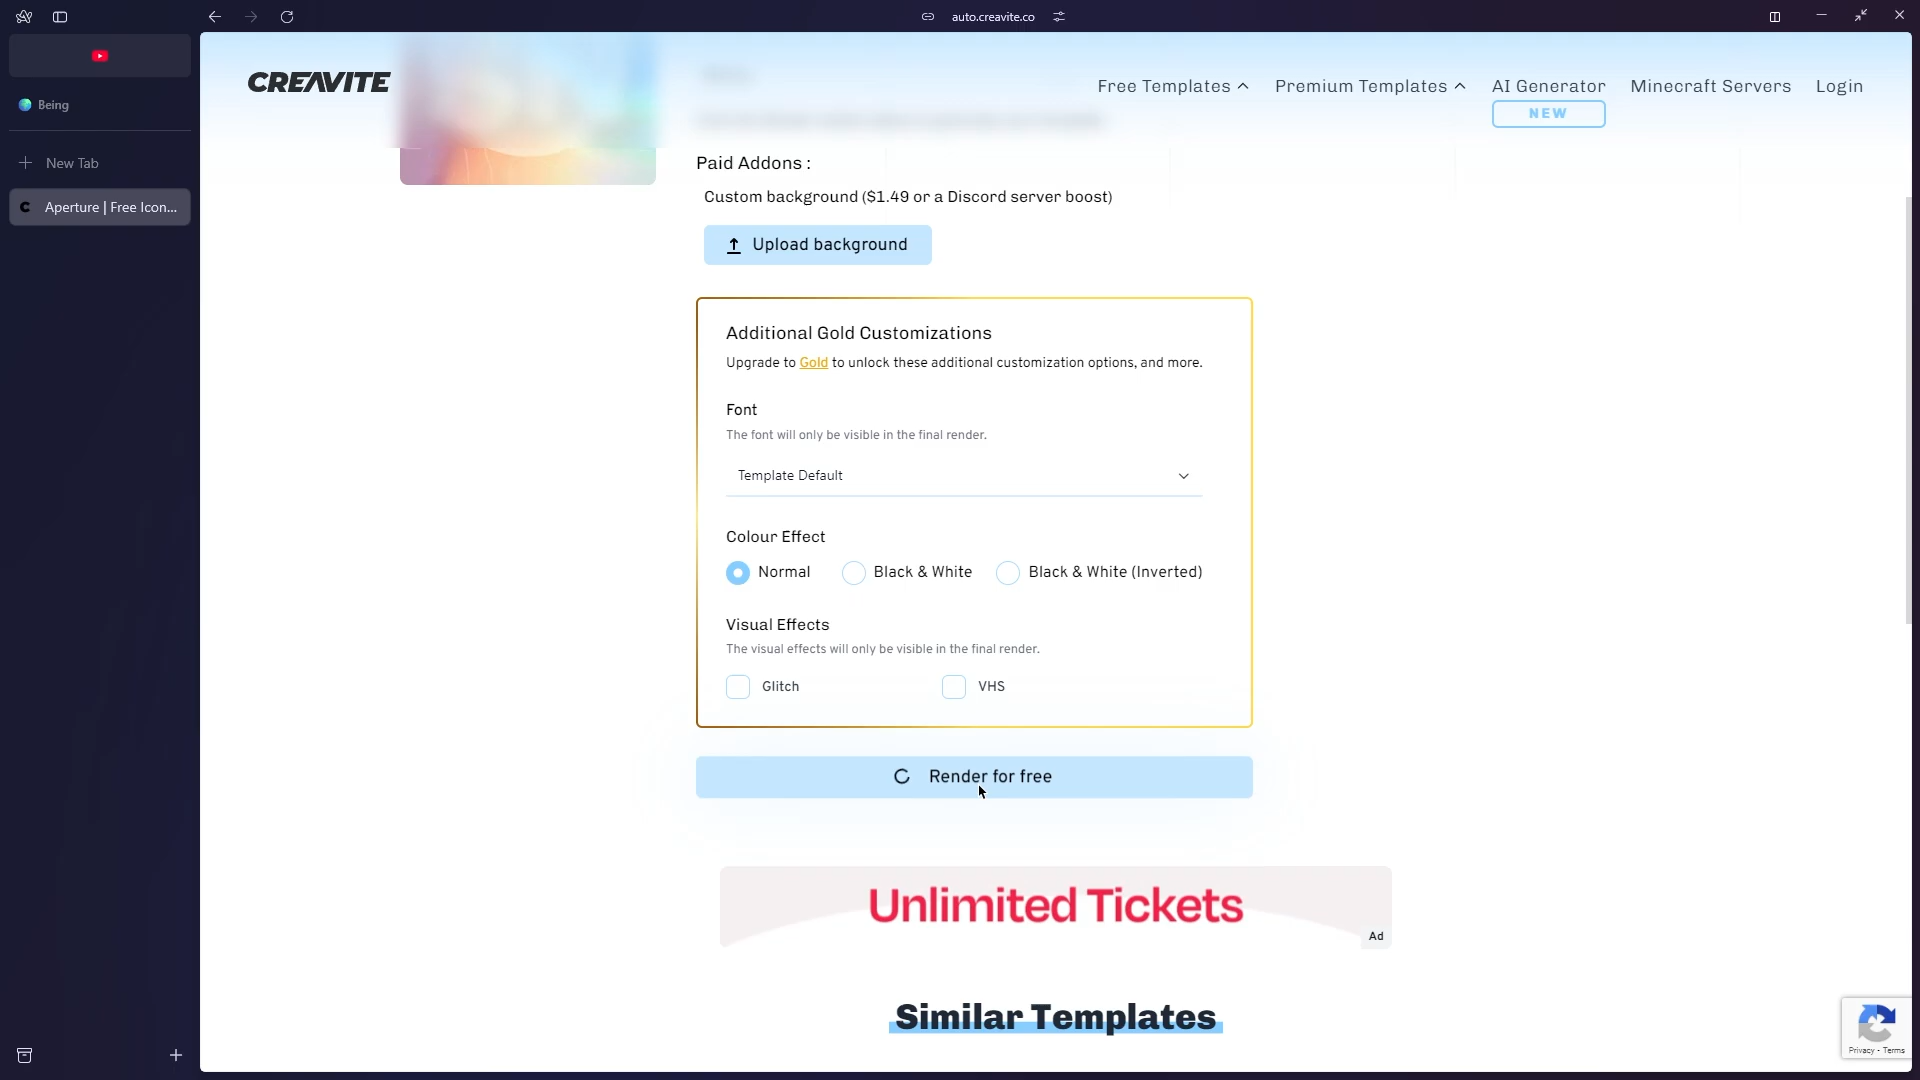 auto.creavite.co
Being
New Tab
Aperture | Free Icon...
CREAVITE
Free Templates
Premium Templates
AI Generator
NEW
Minecraft Servers
Login
Paid Addons :
Custom background ($1.49 or a Discord server boost)
Upload background
Additional Gold Customizations
Upgrade to Gold to unlock these additional customization options, and more.
Font
The font will only be visible in the final render.
Template Default
Colour Effect
Normal
Black & White
Black & White (Inverted)
Visual Effects
The visual effects will only be visible in the final render.
Glitch
VHS
Render for free
Unlimited Tickets
Ad
Similar Templates
Privacy - Terms